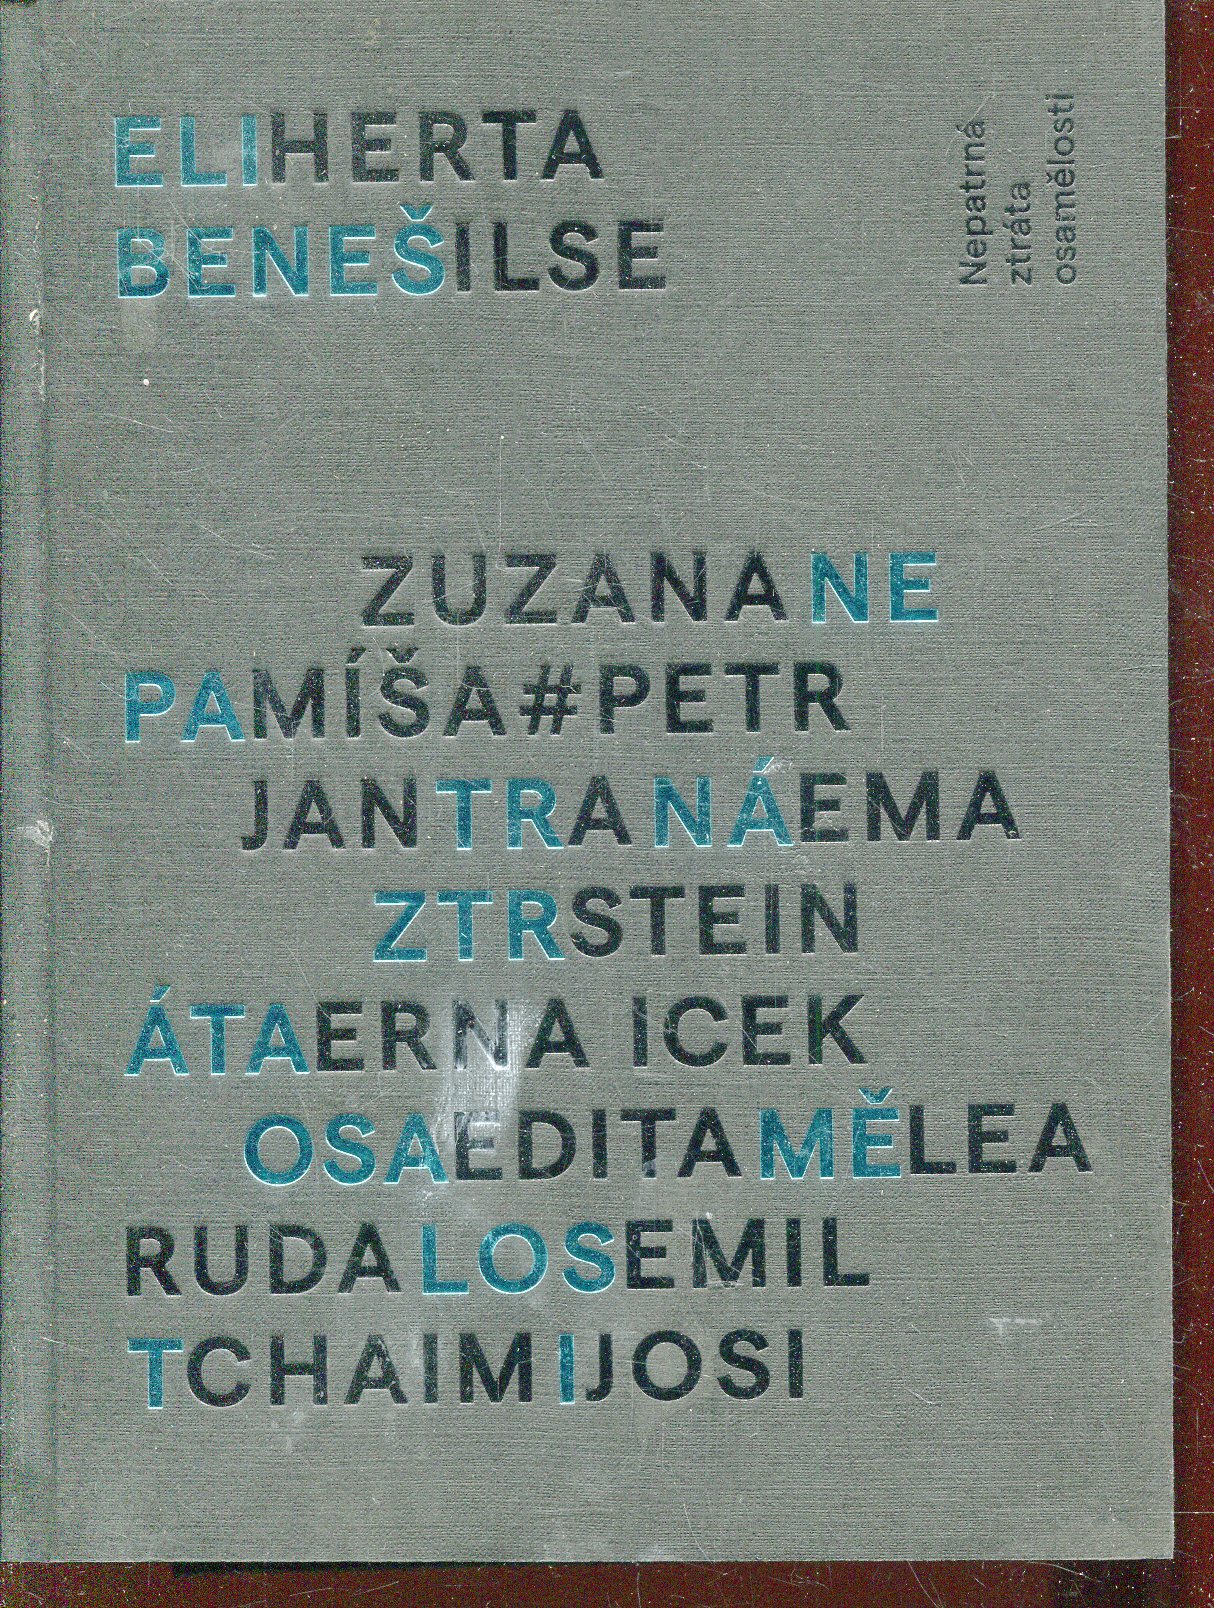 ELIHERTA
BENEŠILSE
Nepatrná
ztráta
osamělosti
ZUZANANE
PAMÍŠA#PETR
JANTRANÁEMA
ZTRSTEIN
ÁTAERNA ICEK
OSAEDITAMĚLEA
RUDALOSEMIL
TCHAIMIJOSI